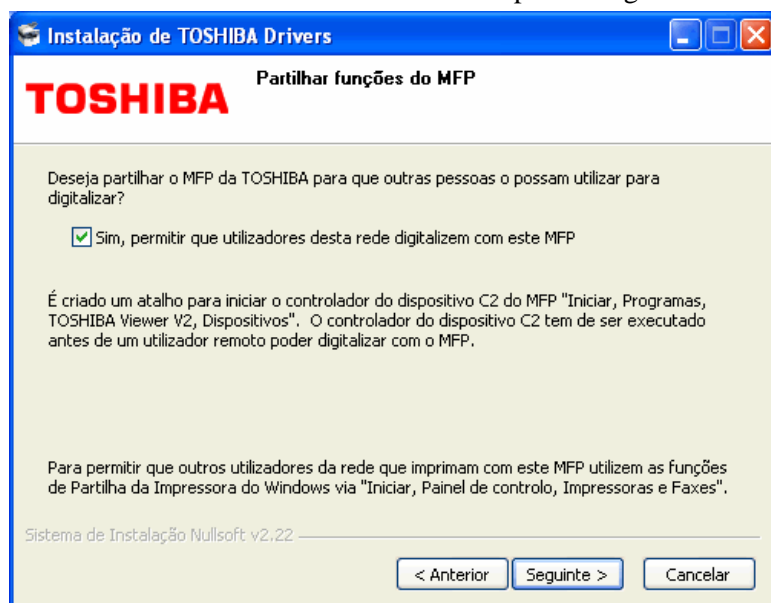 Instalação de TOSHIBA Drivers
TOSHIBA
Partilhar funções do MFP
Deseja partilhar o MFP da TOSHIBA para que outras pessoas o possam utilizar para
digitalizar?
Sim, permitir que utilizadores desta rede digitalizem com este MFP
É criado um atalho para iniciar o controlador do dispositivo C2 do MFP "Iniciar, Programas,
TOSHIBA Viewer V2, Dispositivos". O controlador do dispositivo C2 tem de ser executado
antes de um utilizador remoto poder digitalizar com o MFP.
Para permitir que outros utilizadores da rede que imprimam com este MFP utilizem as funções
de Partilha da Impressora do Windows via "Iniciar, Painel de controlo, Impressoras e Faxes".
Sistema de Instalação Nullsoft v2.22
< Anterior
Seguinte >
Cancelar